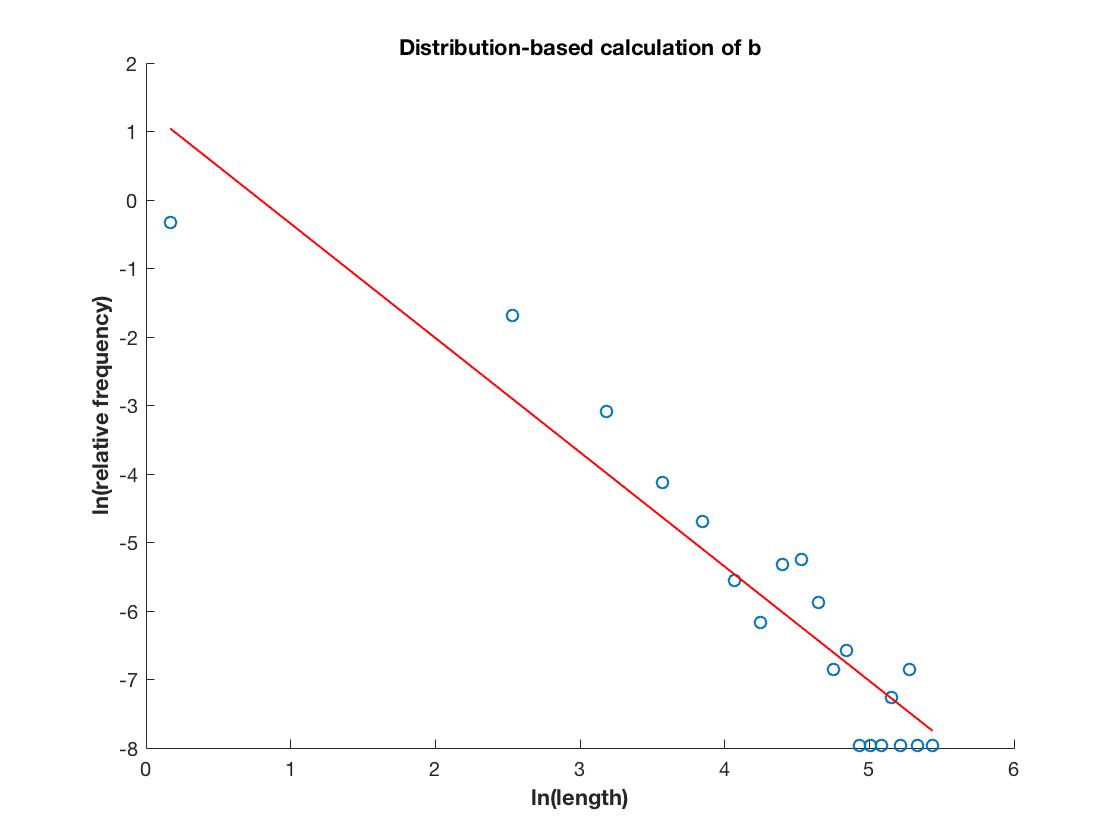 Distribution-based calculation of b
2
1
0
-1
-2
-3
-4
-5
-6
-7
-8
ln(relative frequency)
0 1 2 3 4 5 6
ln(length)